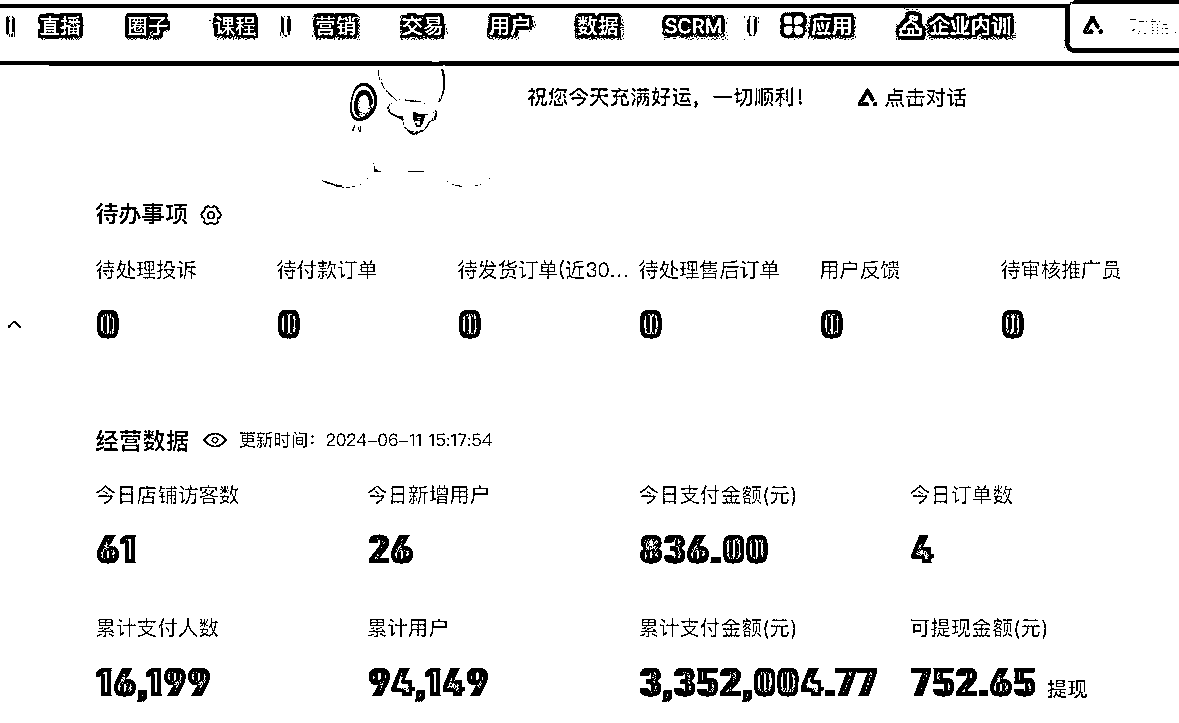 直播 圈子 课程 营销 交易 用户 数据 SCRM 应用 企业内训 功能
祝您今天充满好运，一切顺利！ 点击对话
待办事项
待处理投诉 待付款订单 待发货订单(近30... 待处理售后订单 用户反馈 待审核推广员
0 0 0 0 0 0
经营数据 更新时间：2024-06-11 15:17:54
今日店铺访客数 今日新增用户 今日支付金额(元) 今日订单数
61 26 836.00 4
累计支付人数 累计用户 累计支付金额(元) 可提现金额(元)
16,199 94,149 3,352,004.77 752.65 提现